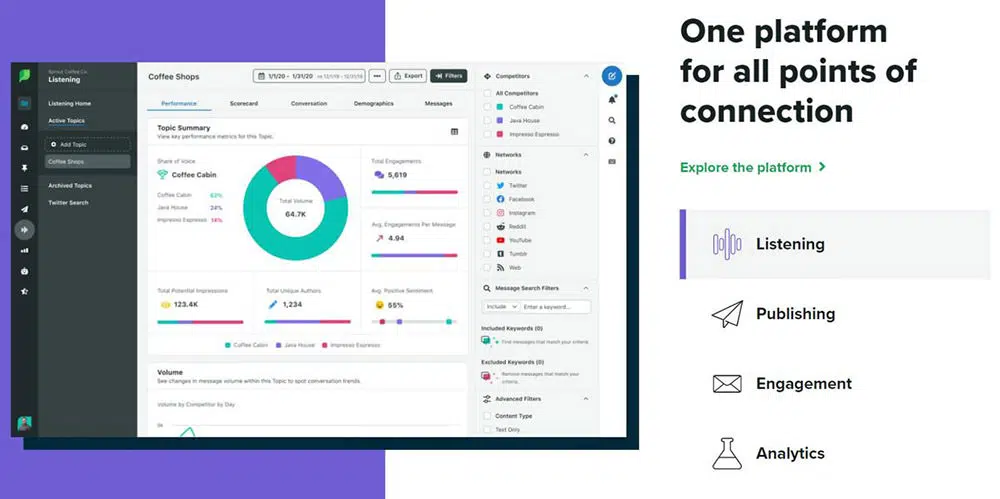 Sprout Coffee Co.
Listening
Listening Home
Active Topics
Add Topic
Coffee Shops
Archived Topics
Twitter Search
Coffee Shops
1/1/20 - 1/31/20 vs 12/1/19 - 12/31/19
Export
Filters
Performance
Scorecard
Conversation
Demographics
Messages
Topic Summary
View key performance metrics for this Topic.
Share of Voice
Coffee Cabin
Coffee Cabin 62%
Java House 24%
Impresso Espresso 14%
Total Volume
64.7K
Total Engagements
5,619
Avg. Engagements Per Message
4.94
Total Potential Impressions
123.4K
Total Unique Authors
1,234
Avg. Positive Sentiment
55%
Coffee Cabin
Java House
Impresso Espresso
Volume
See changes in message volume within this Topic to spot conversation trends.
Volume by Competitor by Day
Competitors
All Competitors
Coffee Cabin
Java House
Impresso Espresso
Networks
Networks
Twitter
Facebook
Instagram
Reddit
YouTube
Tumblr
Web
Message Search Filters
Include
Enter a keyword...
Included Keywords (0)
Find messages that match your criteria.
Excluded Keywords (0)
Remove messages that match your
criteria.
Advanced Filters
Content Type
Text Only
One platform
for all points of
connection
Explore the platform
Listening
Publishing
Engagement
Analytics